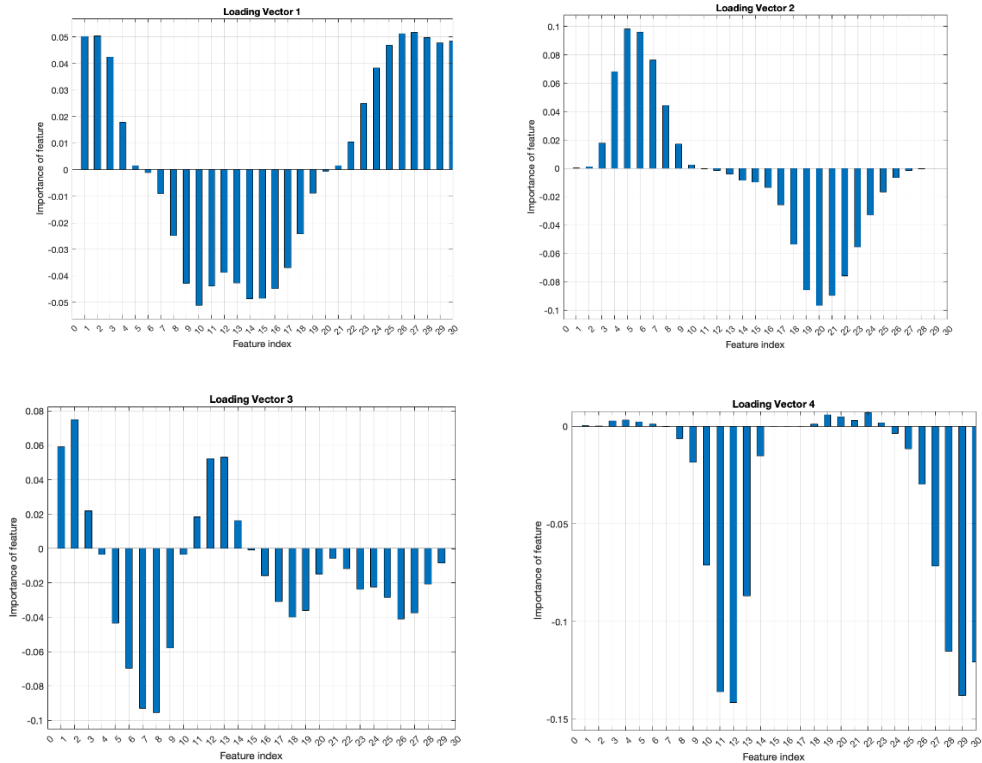 Loading Vector 1
0.05
0.04
0.03
0.02
0.01
0
-0.01
-0.02
-0.03
-0.04
-0.05
Importance of feature
0 1 2 3 4 5 6 7 8 9 10 11 12 13 14 15 16 17 18 19 20 21 22 23 24 25 26 27 28 29 30
Feature index
Loading Vector 2
0.1
0.08
0.06
0.04
0.02
0
-0.02
-0.04
-0.06
-0.08
-0.1
Importance of feature
0 1 2 3 4 5 6 7 8 9 10 11 12 13 14 15 16 17 18 19 20 21 22 23 24 25 26 27 28 29 30
Feature index
Loading Vector 3
0.08
0.06
0.04
0.02
0
-0.02
-0.04
-0.06
-0.08
-0.1
Importance of feature
0 1 2 3 4 5 6 7 8 9 10 11 12 13 14 15 16 17 18 19 20 21 22 23 24 25 26 27 28 29 30
Feature index
Loading Vector 4
0
-0.05
-0.1
-0.15
Importance of feature
0 1 2 3 4 5 6 7 8 9 10 11 12 13 14 15 16 17 18 19 20 21 22 23 24 25 26 27 28 29 30
Feature index